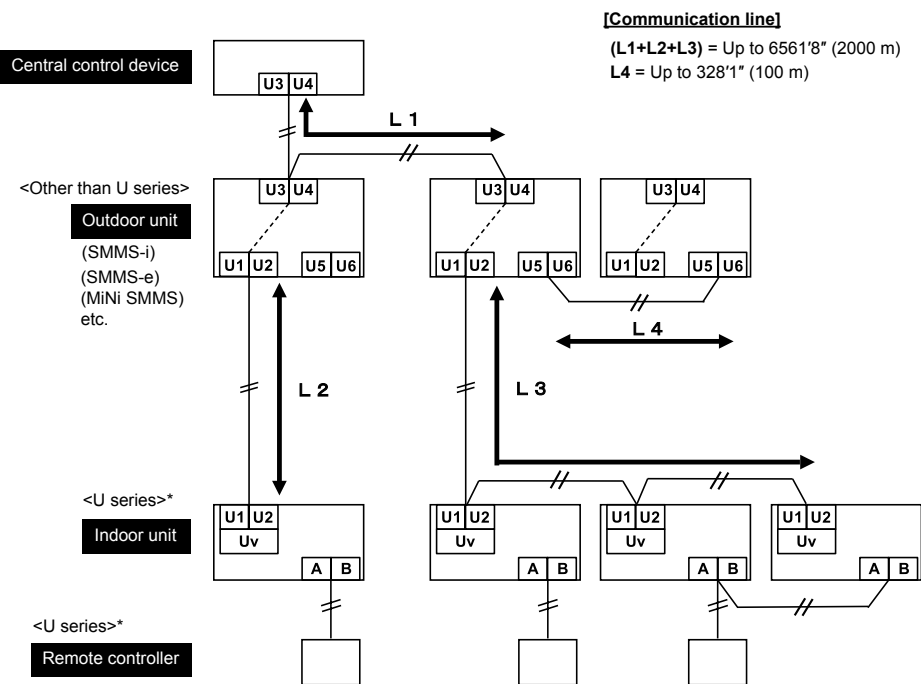 [Communication line]
(L1+L2+L3) = Up to 6561′8″ (2000 m)
L4 = Up to 328′1″ (100 m)
Central control device
U3 U4
L 1
<Other than U series>
Outdoor unit
(SMMS-i)
(SMMS-e)
(MiNi SMMS)
etc.
U3 U4
U1 U2 U5 U6
U3 U4
U1 U2 U5 U6
U3 U4
U1 U2 U5 U6
L 4
L 2
L 3
<U series>*
Indoor unit
U1 U2
Uv
A B
U1 U2
Uv
A B
U1 U2
Uv
A B
U1 U2
Uv
A B
<U series>*
Remote controller